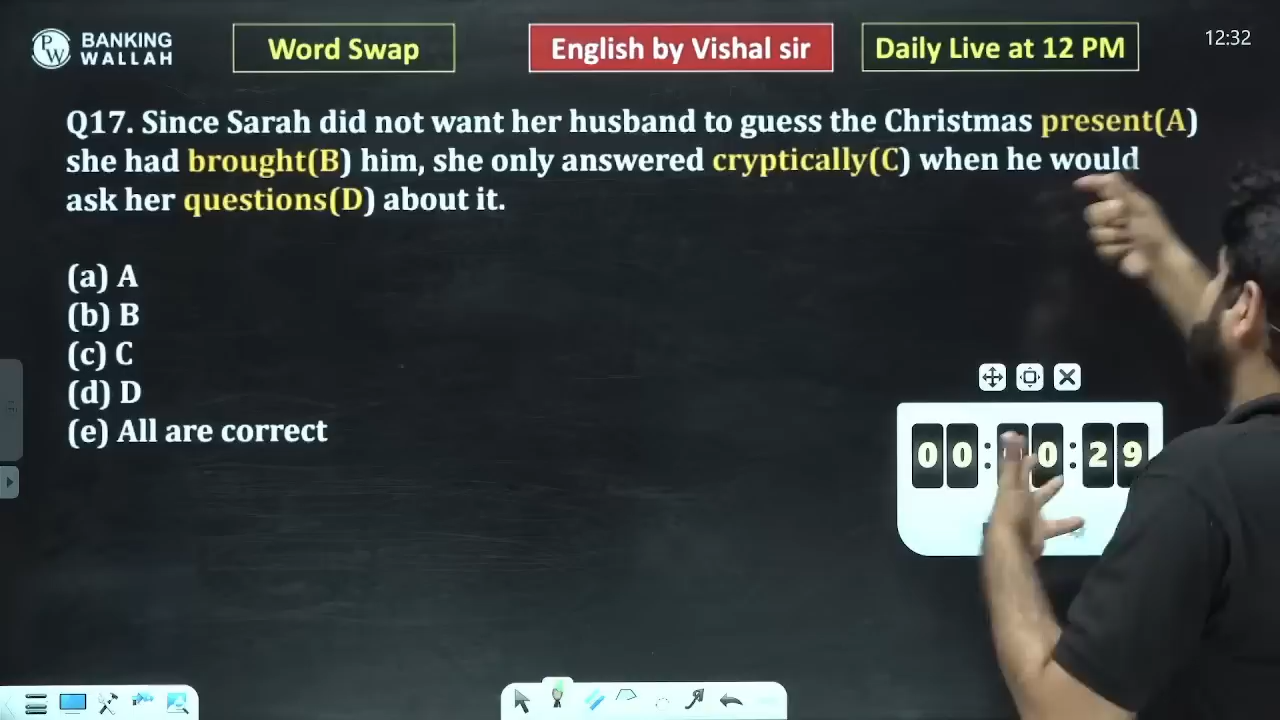 PW BANKING WALLAH
Word Swap
English by Vishal sir
Daily Live at 12 PM
12:32
Q17. Since Sarah did not want her husband to guess the Christmas present(A)
she had brought(B) him, she only answered cryptically(C) when he would
ask her questions(D) about it.
(a) A
(b) B
(c) C
(d) D
(e) All are correct
00: 0:29